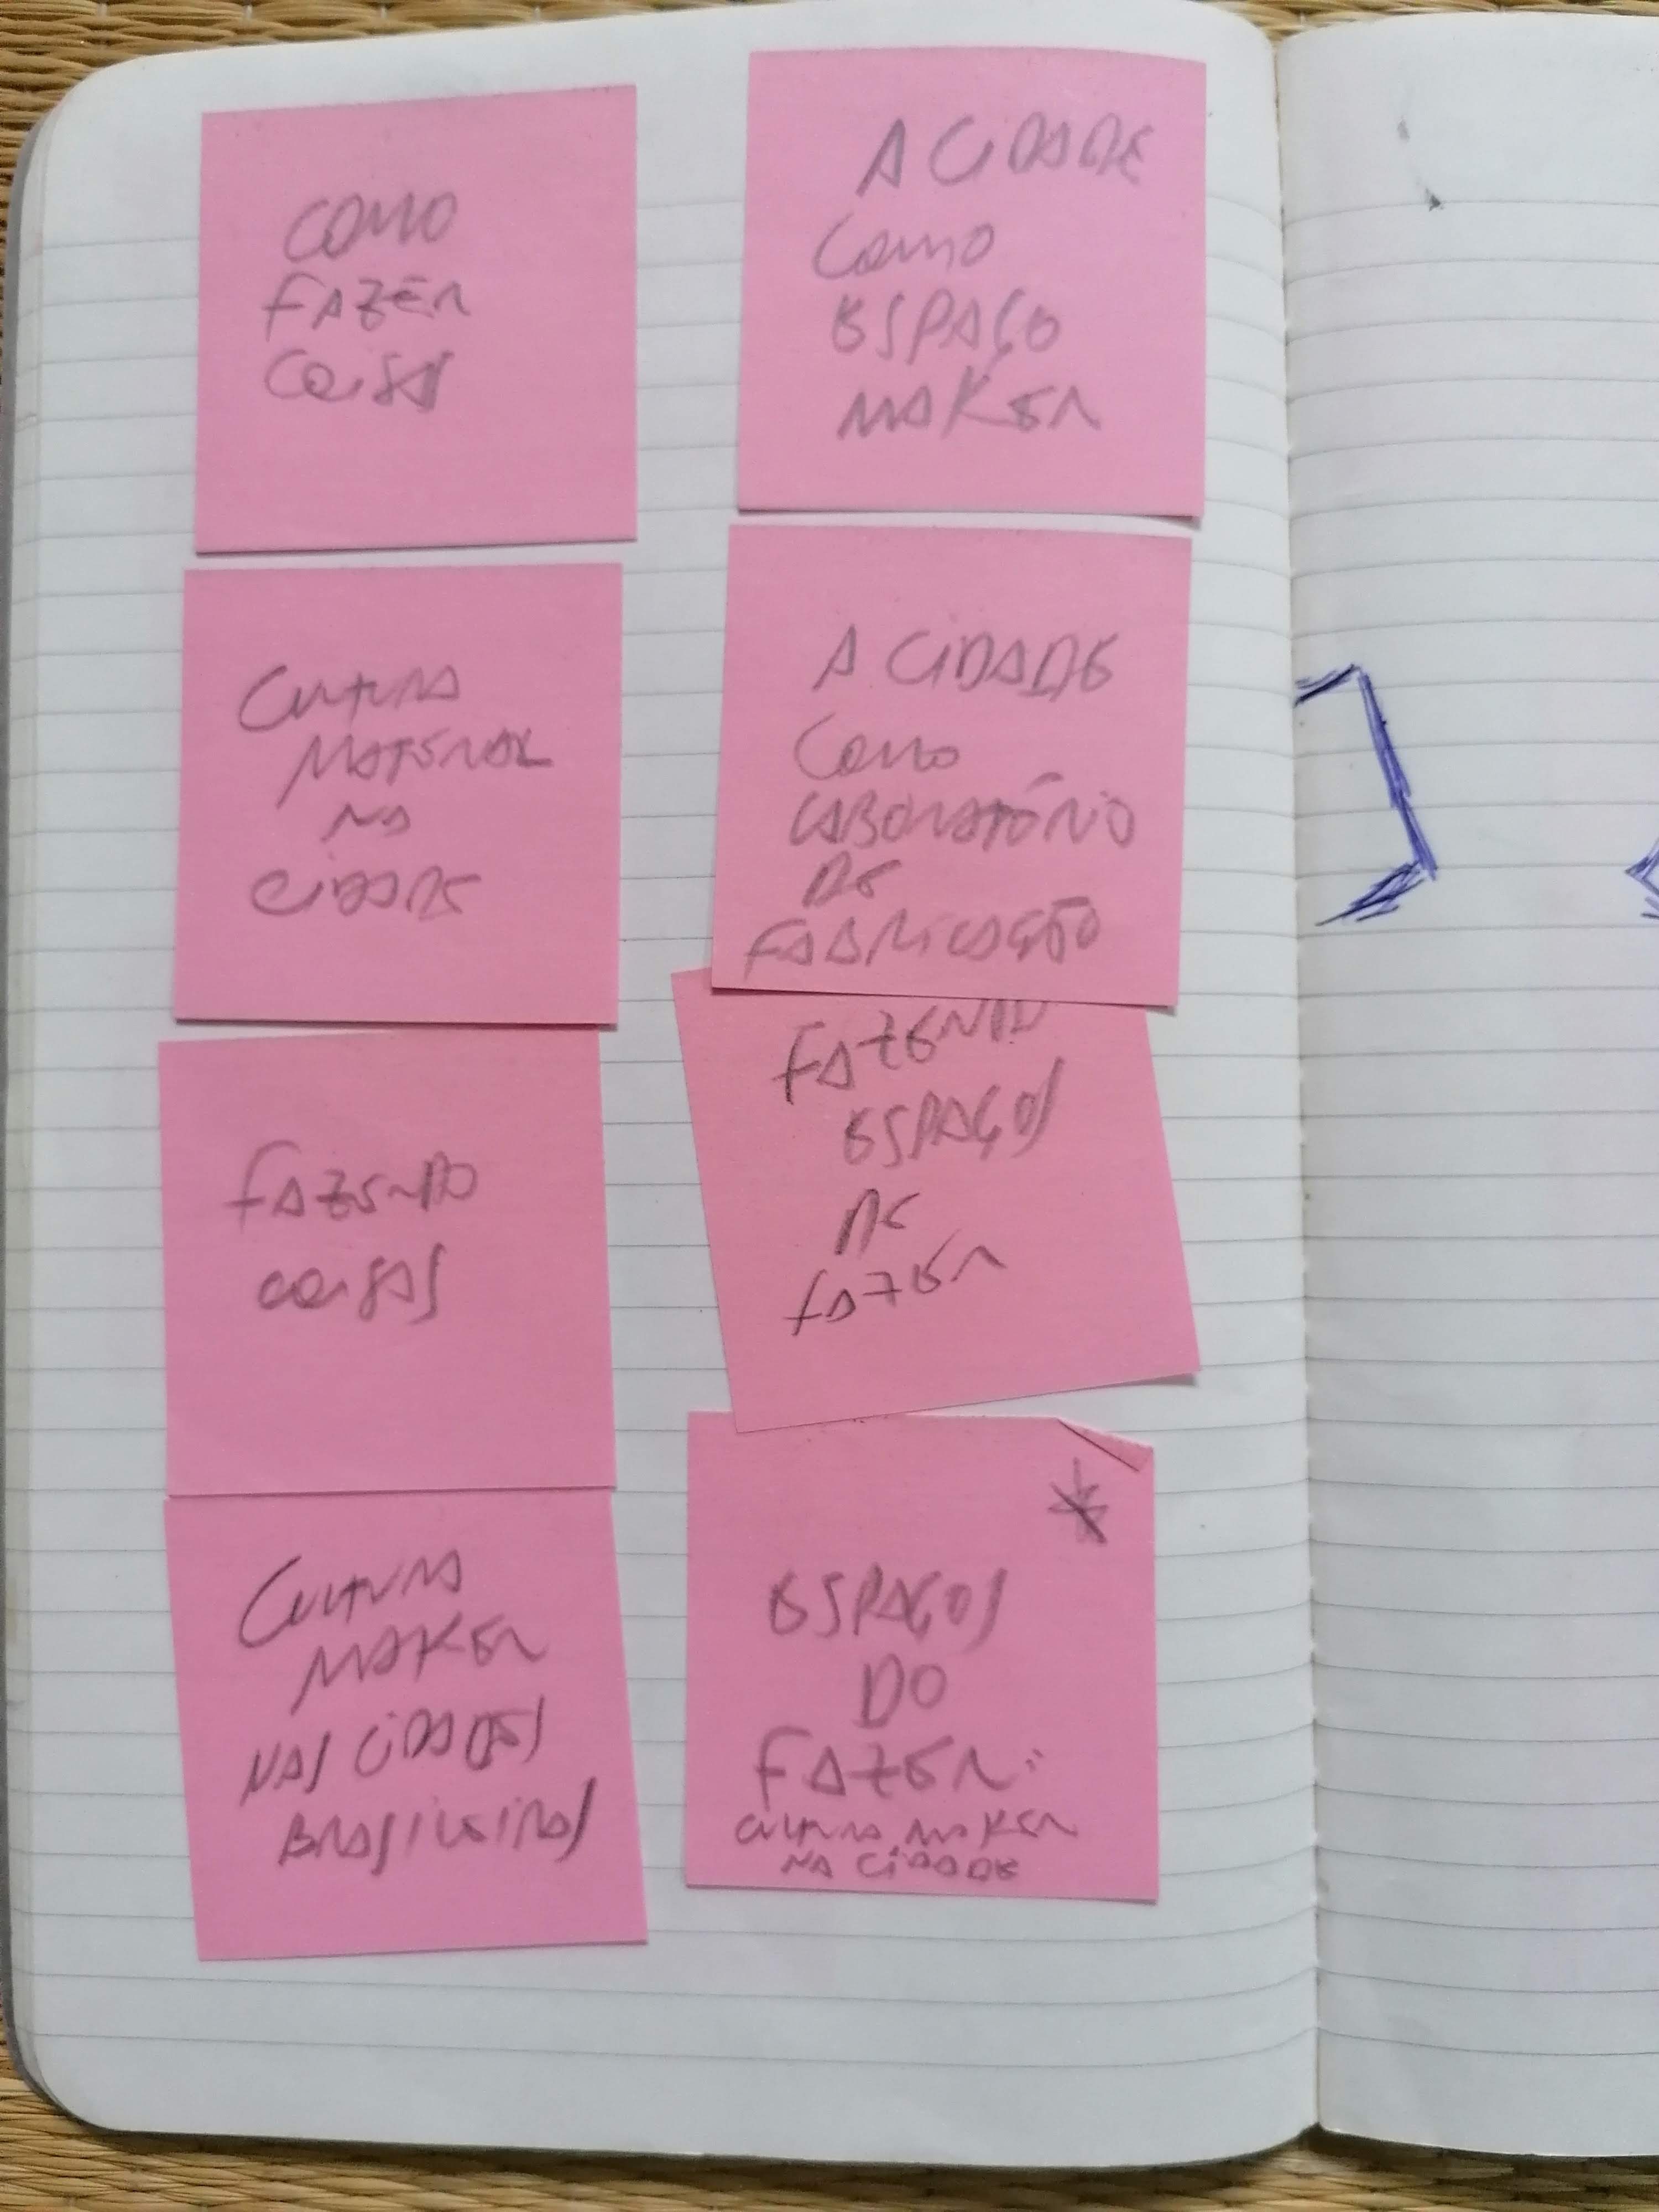 COMO
FAZER
COISAS
CULTURA
MATERIAL
NA
CIDADE
FAZENDO
COISAS
CULTURA
MAKER
NAS CIDADES
BRASILEIRAS
A CIDADE
COMO
ESPAÇO
MAKER
A CIDADE
COMO
LABORATÓRIO
DE
FABRICAÇÃO
FAZENDO
ESPAÇOS
DE
FAZER
*
ESPAÇOS
DO
FAZER:
CULTURA MAKER
NA CIDADE